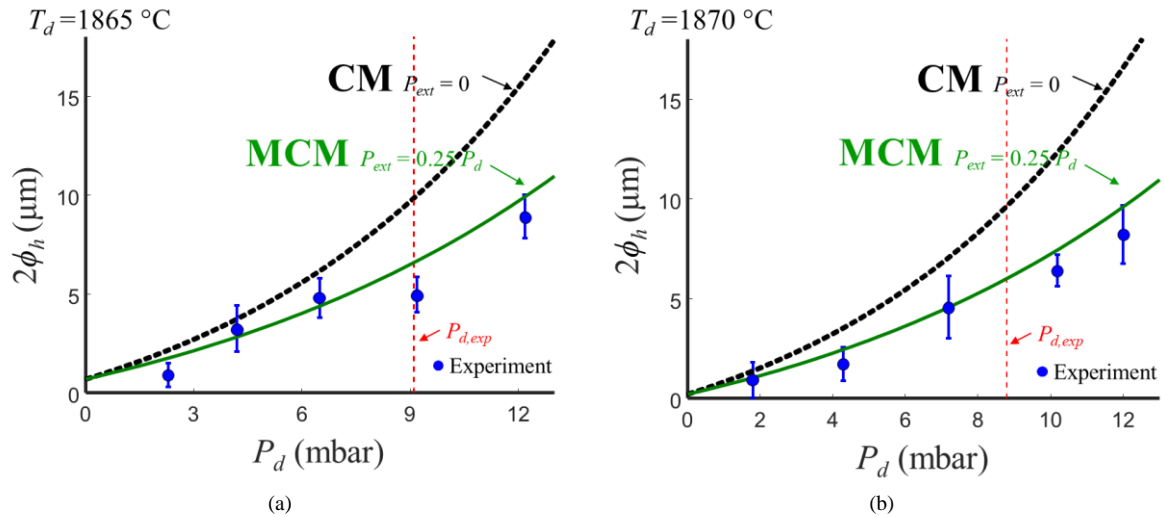 T_d =1865 °C
15
10
5
0
2ϕ_h (μm)
CM P_ext = 0
MCM P_ext = 0.25 P_d
P_d,exp
Experiment
0 3 6 9 12
P_d (mbar)
(a)
T_d =1870 °C
15
10
5
0
2ϕ_h (μm)
CM P_ext = 0
MCM P_ext = 0.25 P_d
P_d,exp
Experiment
0 2 4 6 8 10 12
P_d (mbar)
(b)